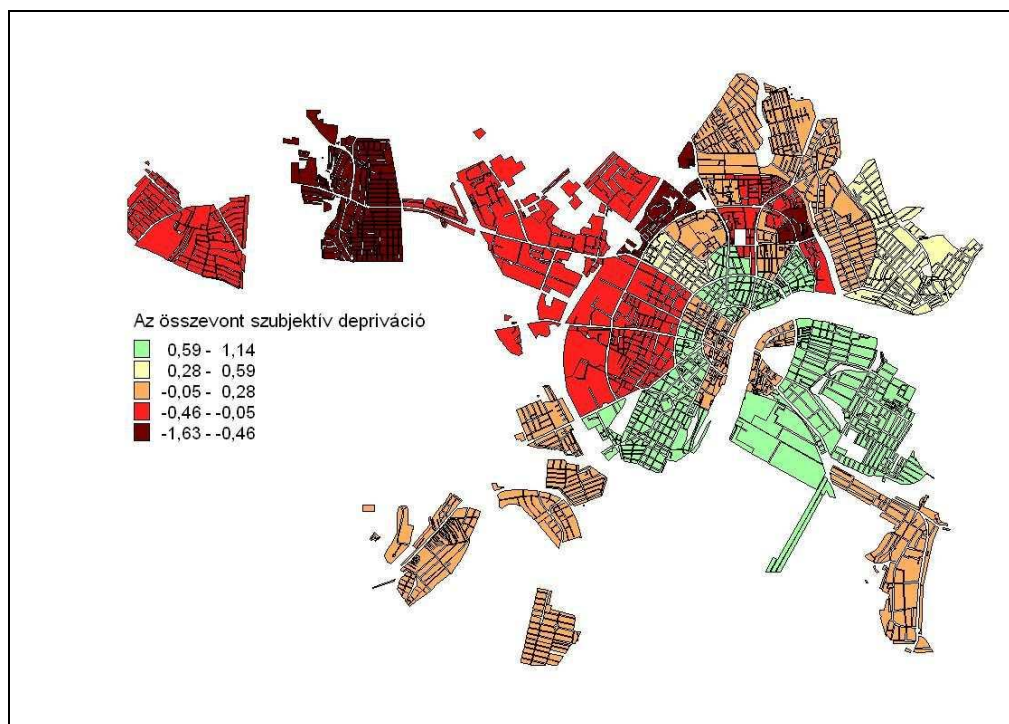 Az összevont szubjektív depriváció
0,59 - 1,14
0,28 - 0,59
-0,05 - 0,28
-0,46 - -0,05
-1,63 - -0,46